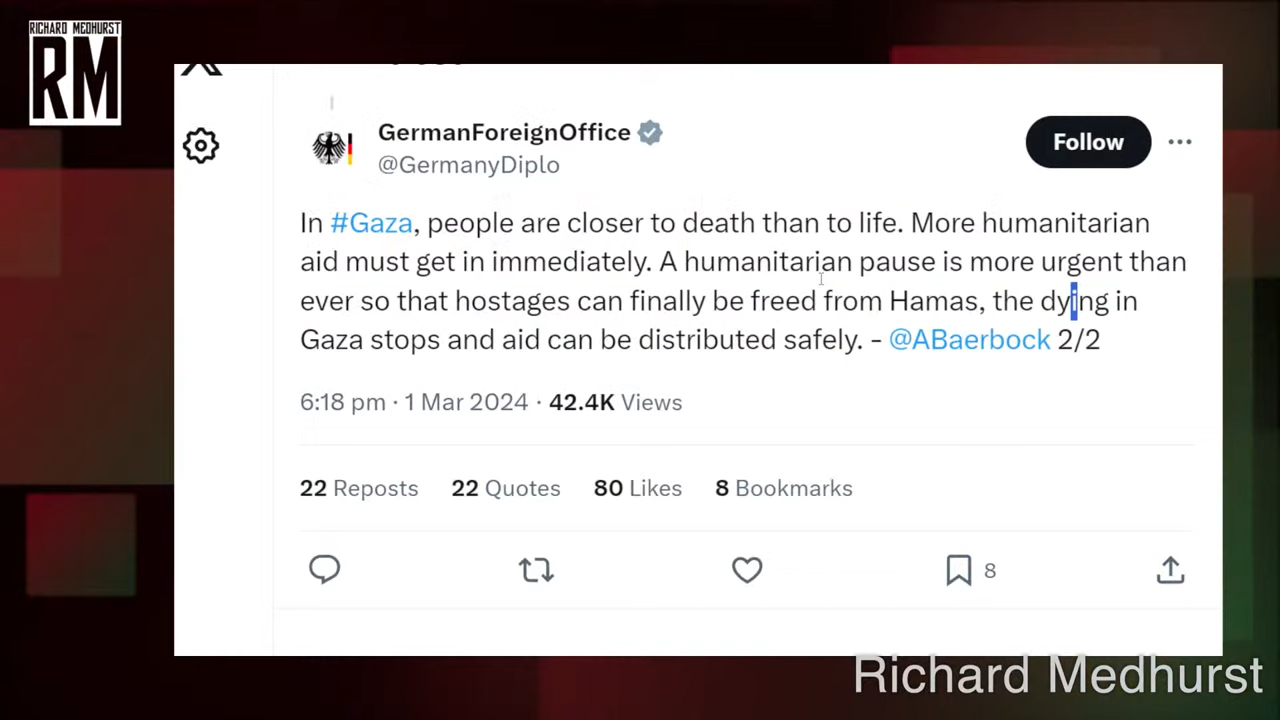 RICHARD MEDHURST
RM
GermanForeignOffice
@GermanyDiplo
Follow
In #Gaza, people are closer to death than to life. More humanitarian
aid must get in immediately. A humanitarian pause is more urgent than
ever so that hostages can finally be freed from Hamas, the dying in
Gaza stops and aid can be distributed safely. - @ABaerbock 2/2
6:18 pm · 1 Mar 2024 · 42.4K Views
22 Reposts 22 Quotes 80 Likes 8 Bookmarks
8
Richard Medhurst